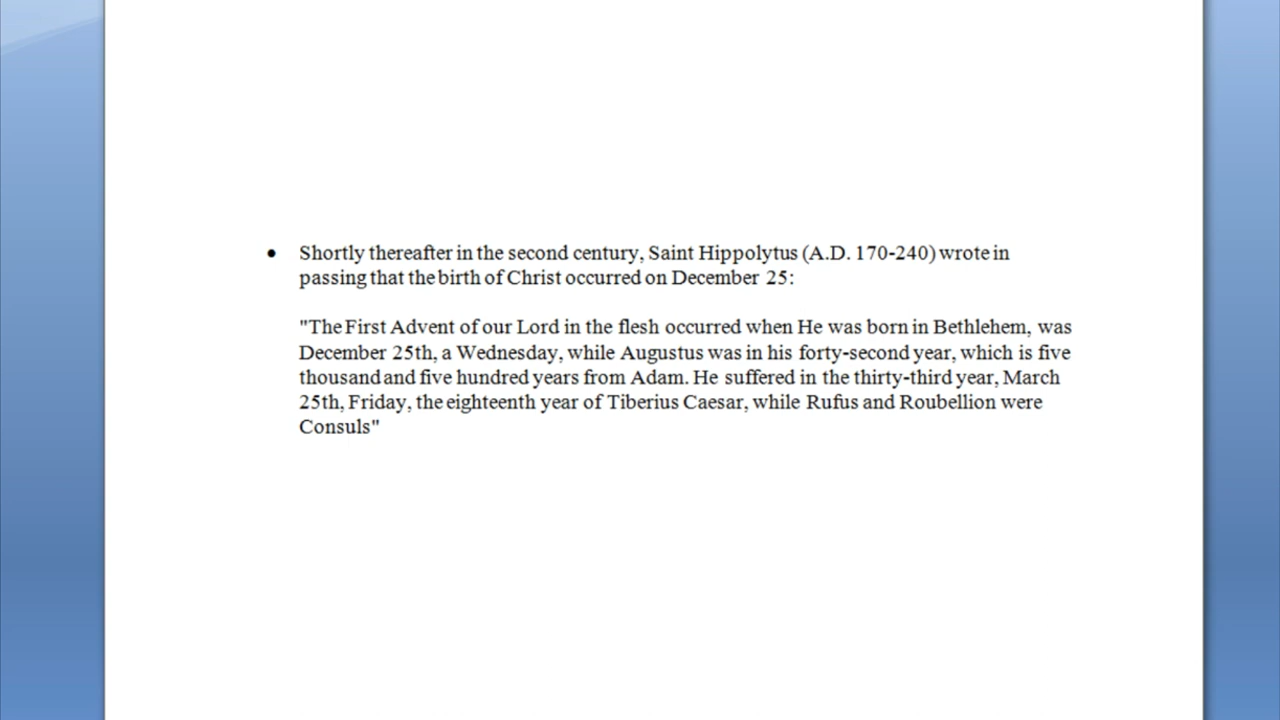 • Shortly thereafter in the second century, Saint Hippolytus (A.D. 170-240) wrote in
passing that the birth of Christ occurred on December 25:
"The First Advent of our Lord in the flesh occurred when He was born in Bethlehem, was
December 25th, a Wednesday, while Augustus was in his forty-second year, which is five
thousand and five hundred years from Adam. He suffered in the thirty-third year, March
25th, Friday, the eighteenth year of Tiberius Caesar, while Rufus and Roubellion were
Consuls"